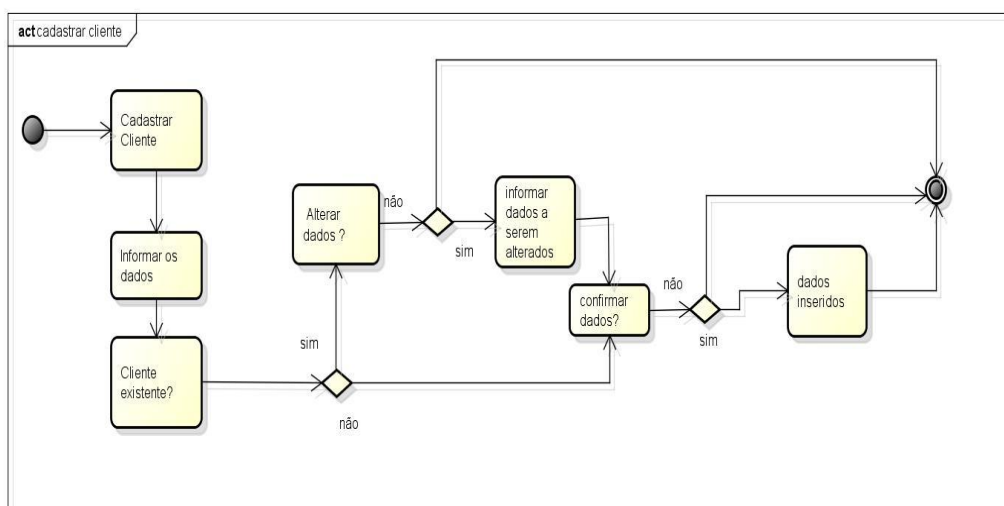 act cadastrar cliente
Cadastrar
Cliente
Informar os
dados
Cliente
existente?
sim
não
Alterar
dados ?
não
sim
informar
dados a
serem
alterados
confirmar
dados?
não
sim
dados
inseridos